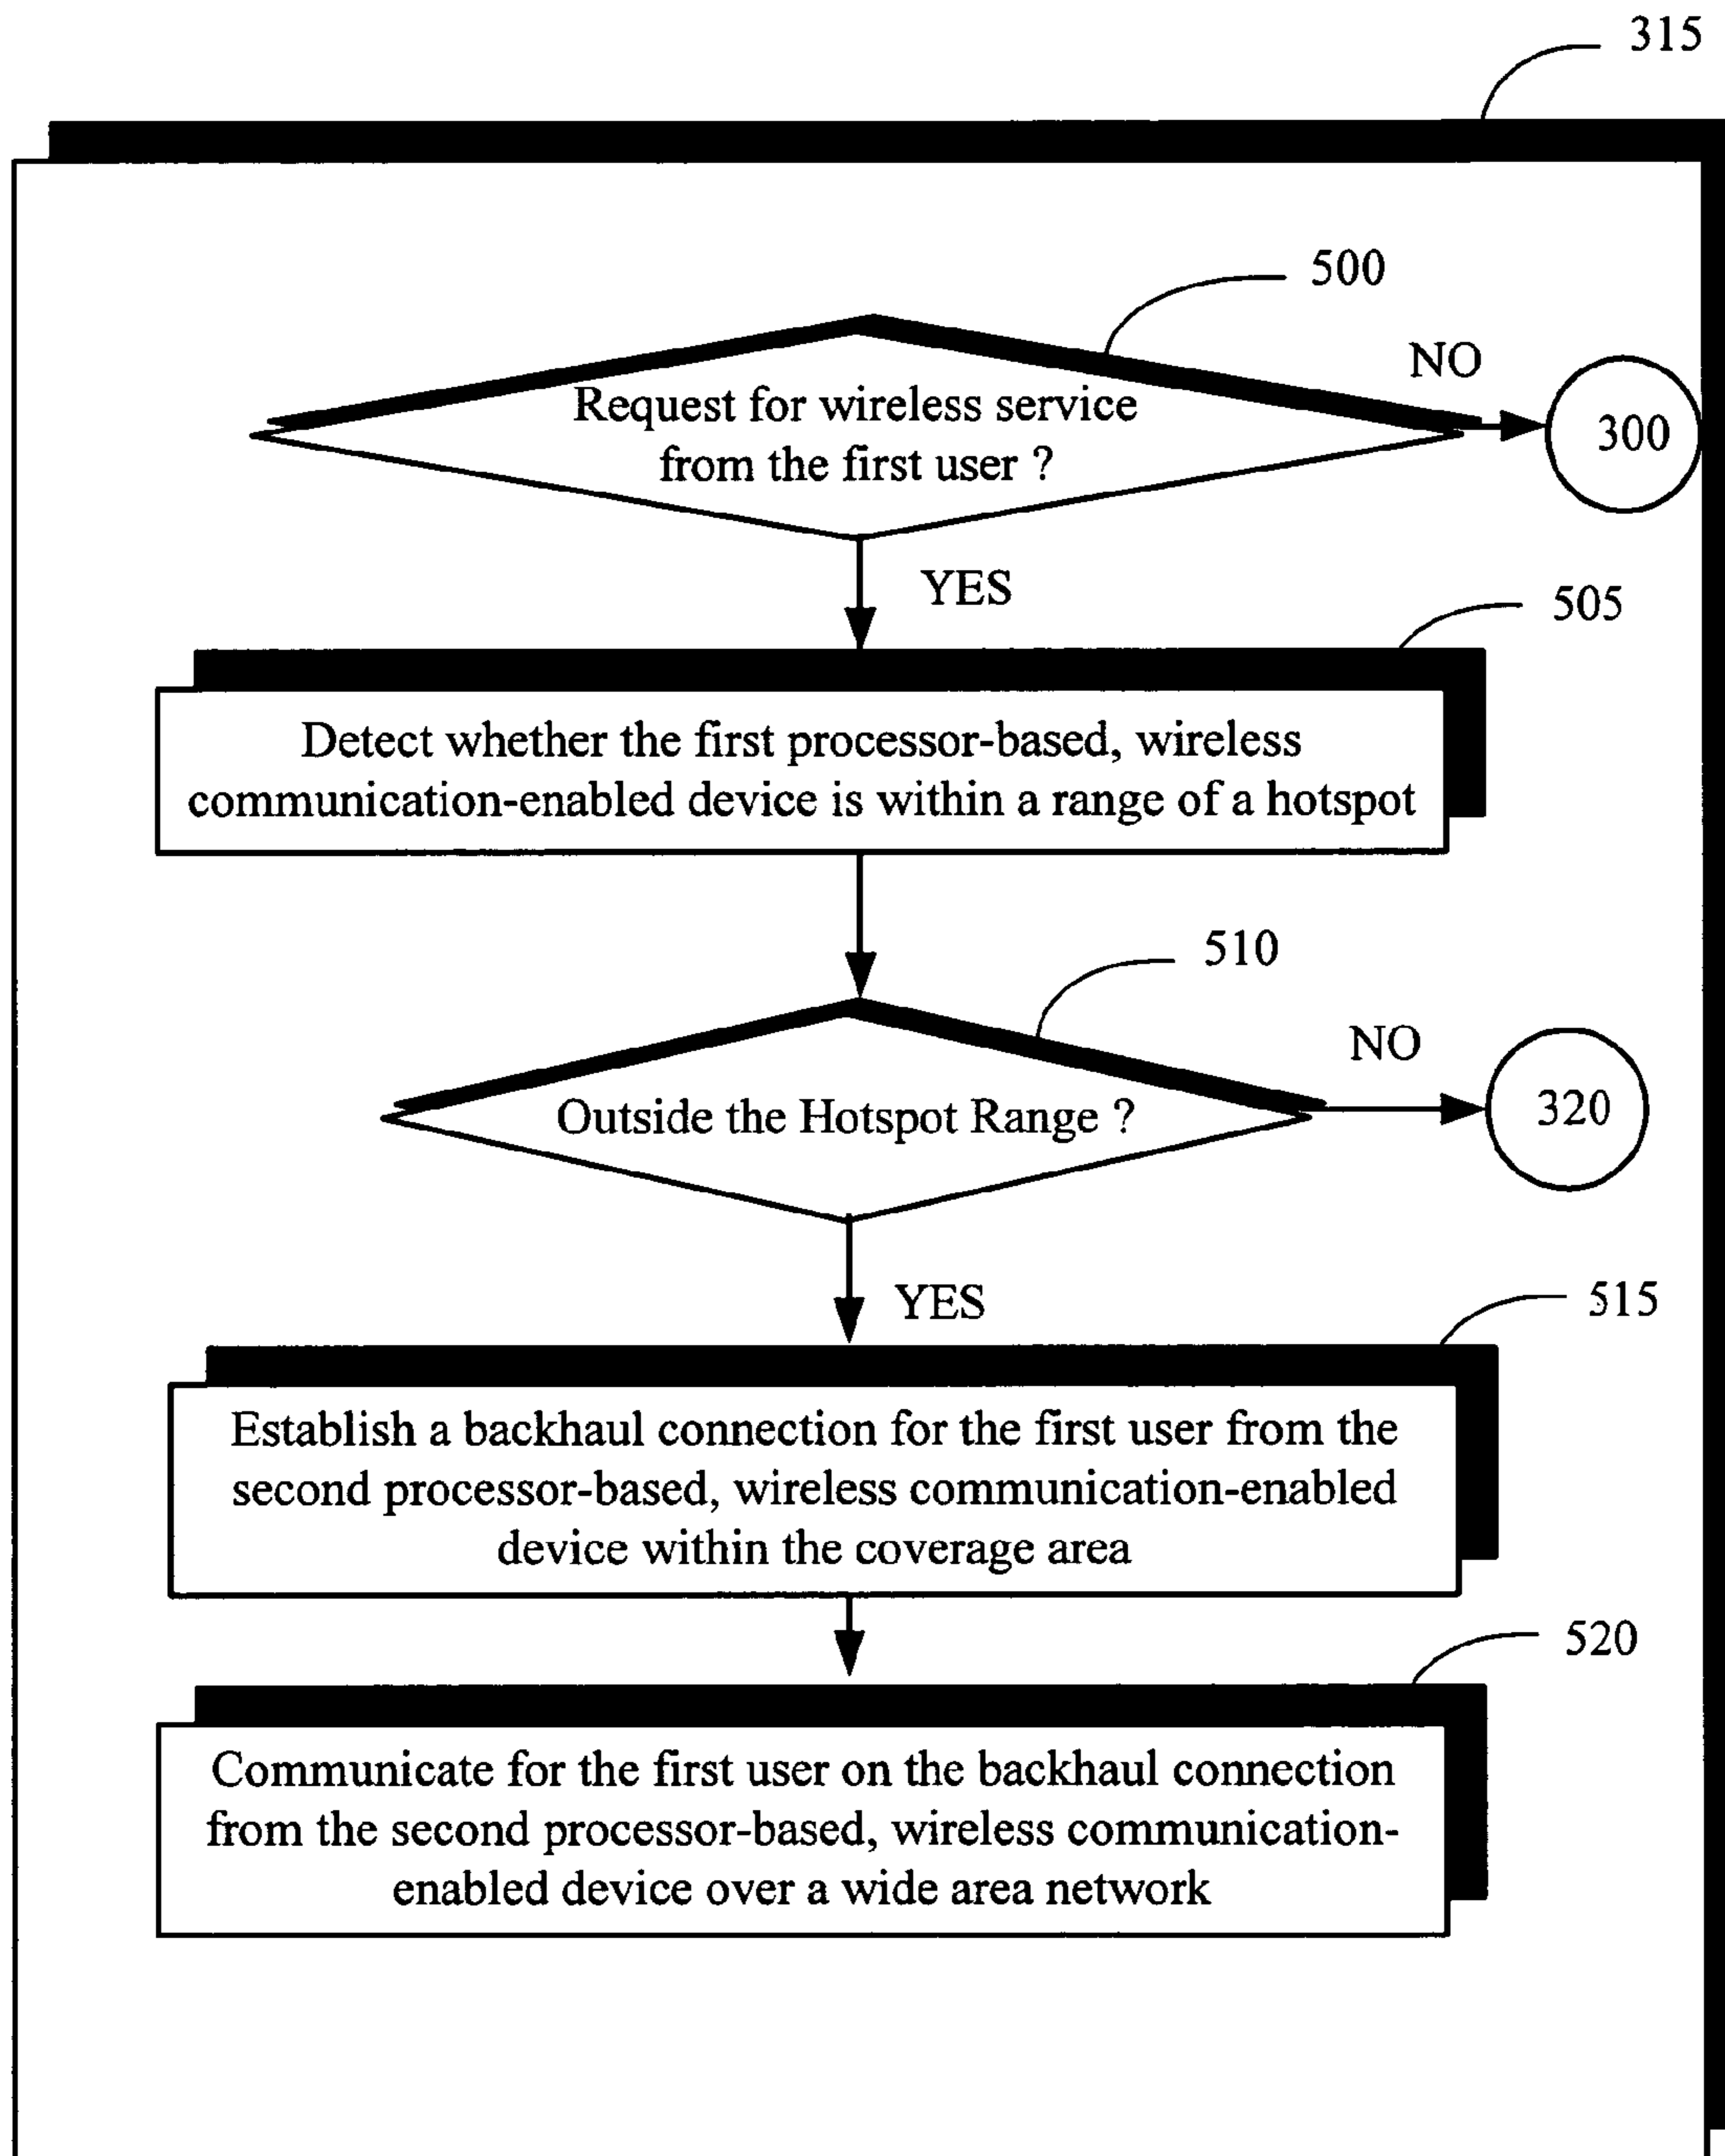 315
500
Request for wireless service
from the first user ?
NO
300
YES
505
Detect whether the first processor-based, wireless
communication-enabled device is within a range of a hotspot
510
Outside the Hotspot Range ?
NO
320
YES
515
Establish a backhaul connection for the first user from the
second processor-based, wireless communication-enabled
device within the coverage area
520
Communicate for the first user on the backhaul connection
from the second processor-based, wireless communication-
enabled device over a wide area network